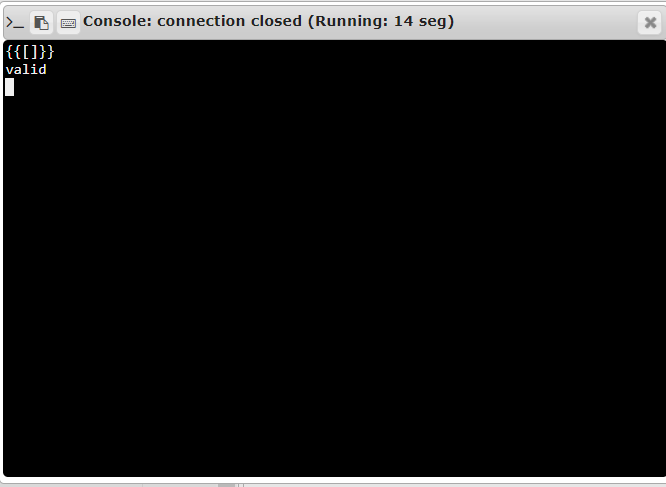 >_ Console: connection closed (Running: 14 seg)
{{[]}}
valid